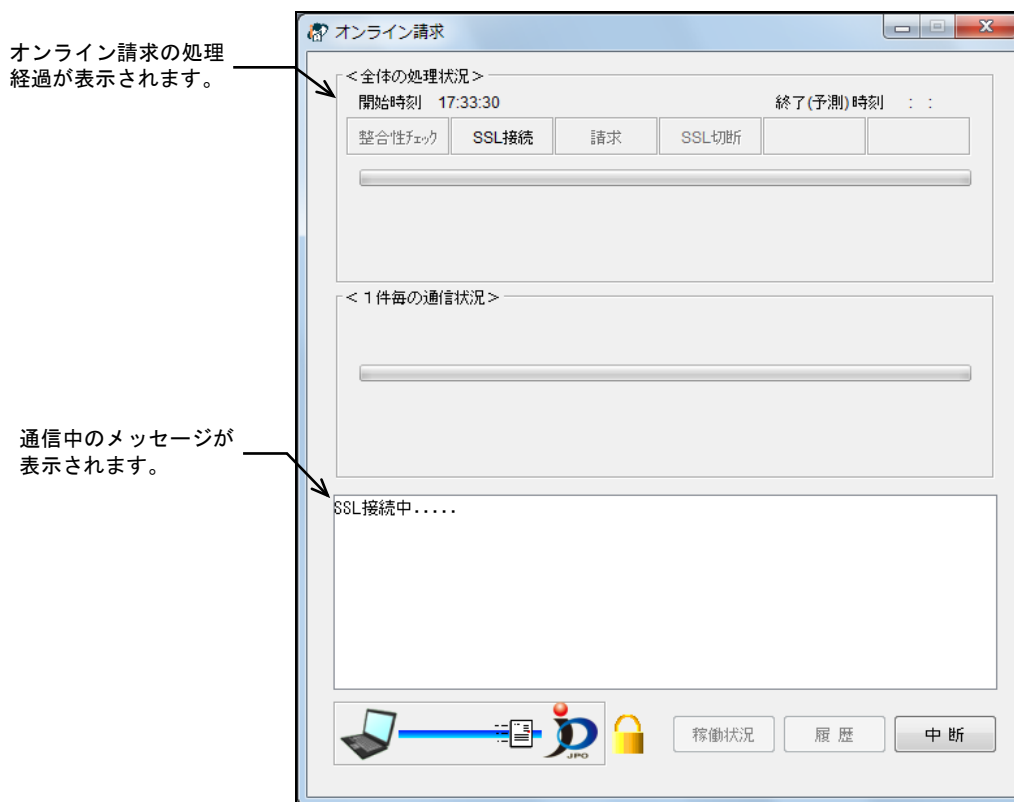 オンライン請求
オンライン請求の処理
経過が表示されます。
＜全体の処理状況＞
開始時刻 17:33:30 終了(予測)時刻 : :
整合性ﾁｪｯｸ SSL接続 請求 SSL切断
＜１件毎の通信状況＞
通信中のメッセージが
表示されます。
SSL接続中.....
JPO
稼働状況 履 歴 中 断